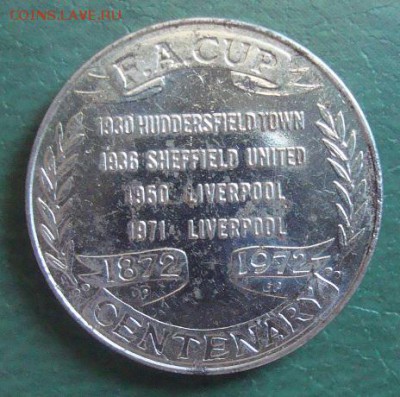 COINS.LAVE.RU
F.A. CUP
1930 HUDDERSFIELD TOWN
1936 SHEFFIELD UNITED
1950 LIVERPOOL
1971 LIVERPOOL
1872 1972
CENTENARY